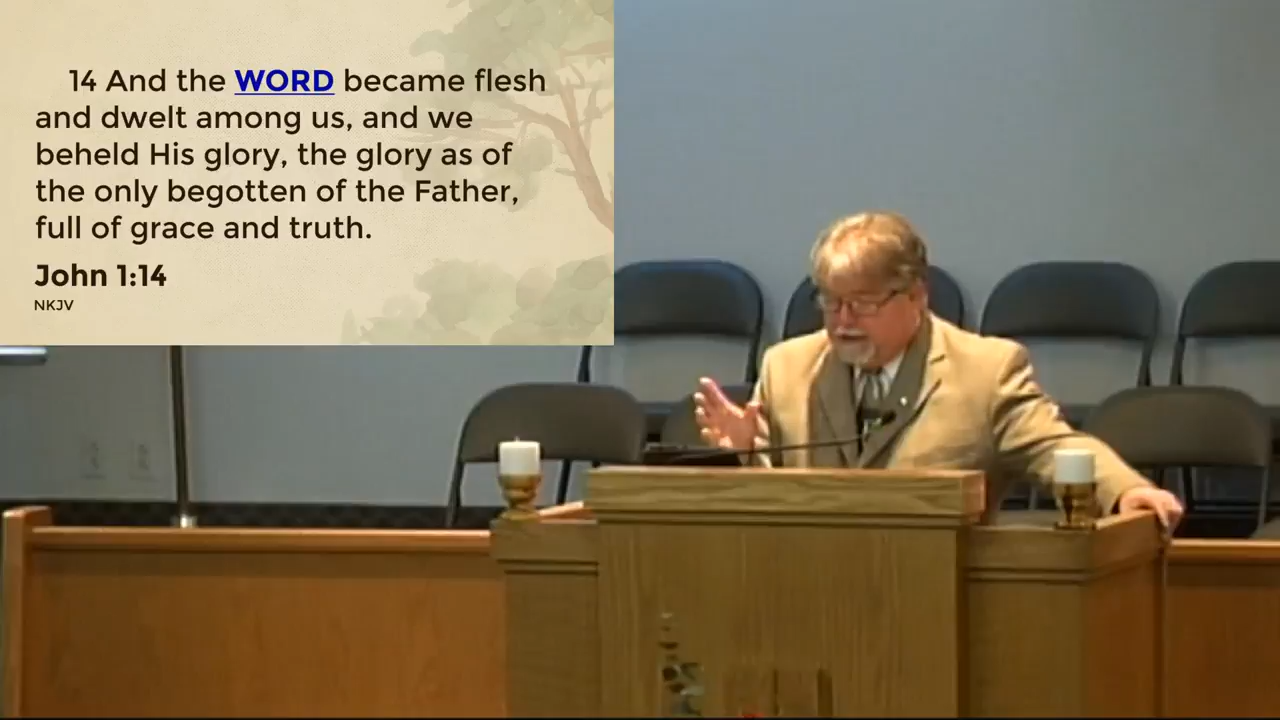 14 And the WORD became flesh
and dwelt among us, and we
beheld His glory, the glory as of
the only begotten of the Father,
full of grace and truth.
John 1:14
NKJV